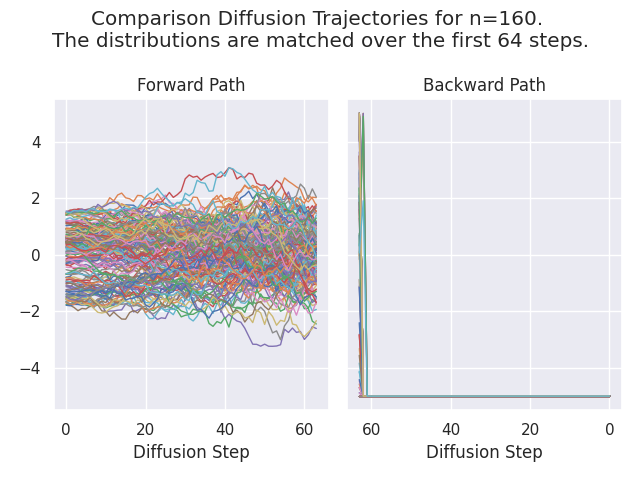 Comparison Diffusion Trajectories for n=160.
The distributions are matched over the first 64 steps.
Forward Path
Backward Path
4
2
0
−2
−4
0 20 40 60
60 40 20 0
Diffusion Step
Diffusion Step